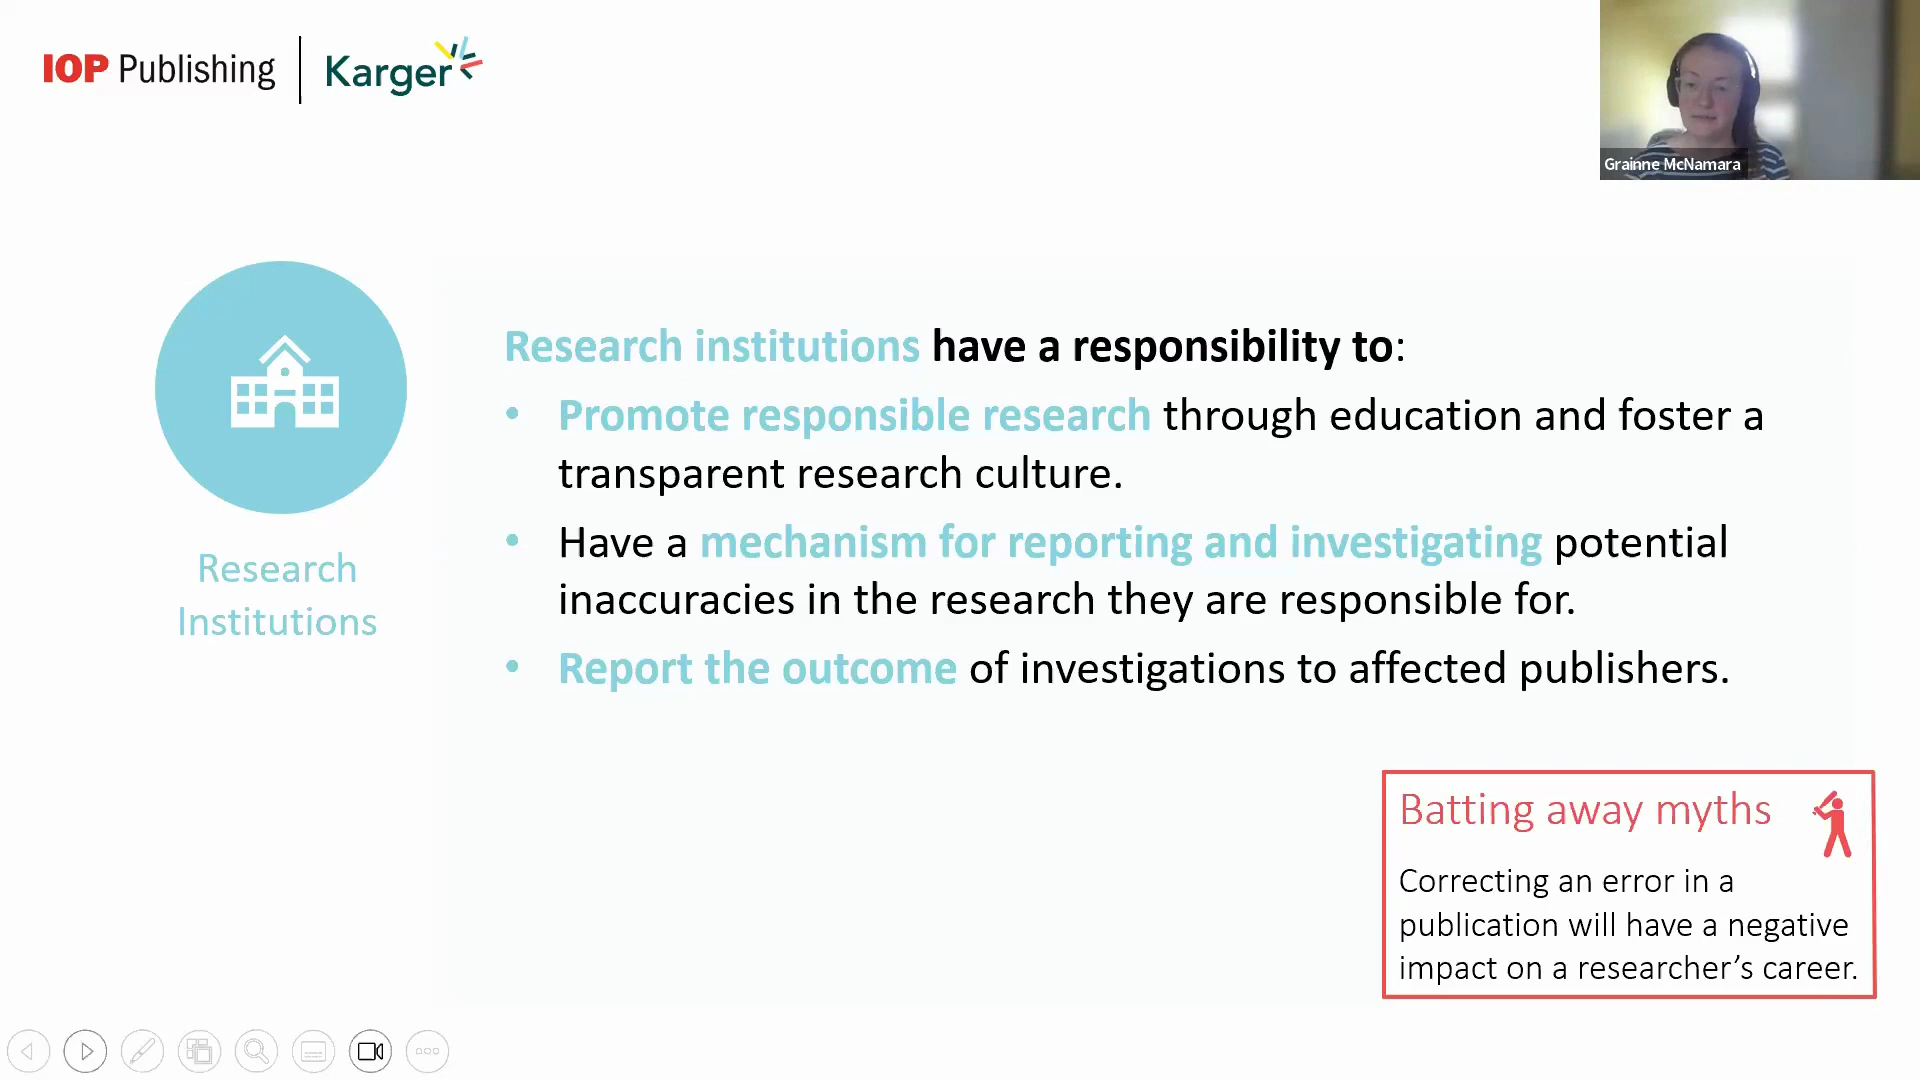 IOP Publishing
Karger
Grainne McNamara
Research institutions have a responsibility to:
• Promote responsible research through education and foster a
transparent research culture.
• Have a mechanism for reporting and investigating potential
inaccuracies in the research they are responsible for.
• Report the outcome of investigations to affected publishers.
Research
Institutions
Batting away myths
Correcting an error in a
publication will have a negative
impact on a researcher’s career.